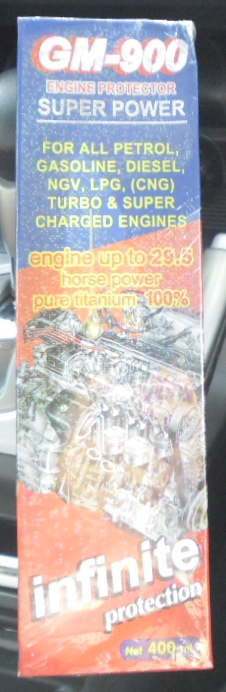 GM-900
ENGINE PROTECTOR
SUPER POWER
FOR ALL PETROL,
GASOLINE, DIESEL,
NGV, LPG, (CNG)
TURBO & SUPER
CHARGED ENGINES
engine up to 29.5
horse power
pure titanium 100%
infinite
protection
Net 400 ml